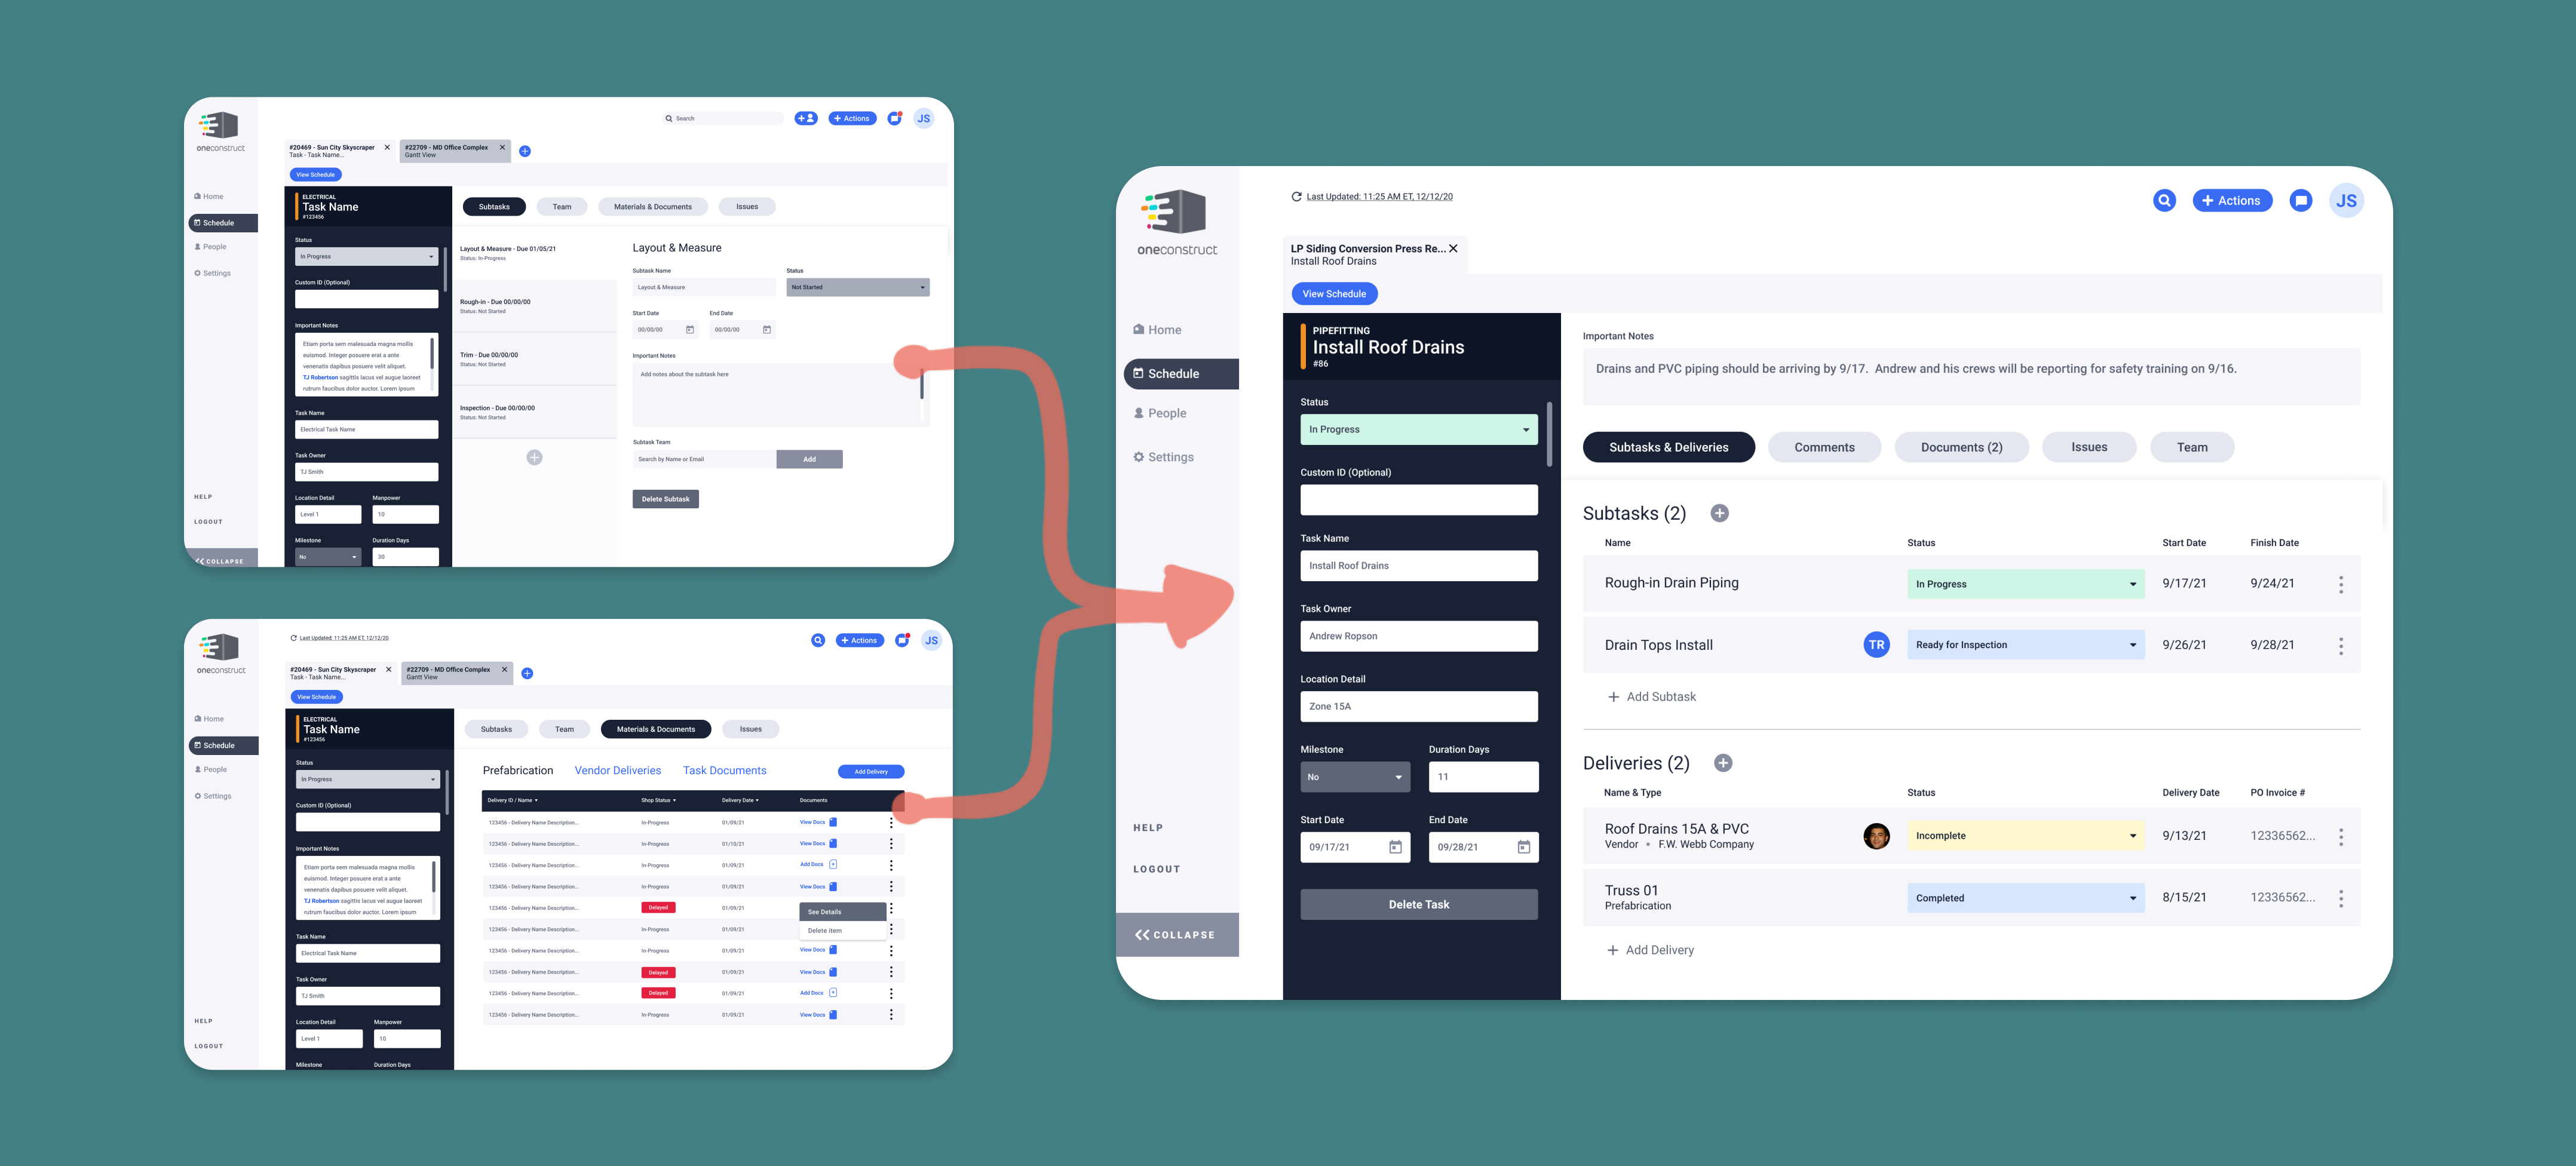 oneconstruct
Search
+ Actions
JS
#20469 - Sun City Skyscraper
Task - Task Name...
#22709 - MD Office Complex
Gantt View
View Schedule
Home
Schedule
People
Settings
HELP
LOGOUT
COLLAPSE
ELECTRICAL
Task Name
#123456
Status
In Progress
Custom ID (Optional)
Important Notes
Etiam porta sem malesuada magna mollis
euismod. Integer posuere erat a ante
venenatis dapibus posuere velit aliquet.
TJ Robertson sagittis lacus vel augue laoreet
rutrum faucibus dolor auctor. Lorem ipsum
Task Name
Electrical Task Name
Task Owner
TJ Smith
Location Detail Manpower
Level 1 10
Milestone Duration Days
No 30
Subtasks Team Materials & Documents Issues
Layout & Measure - Due 01/05/21
Status: In-Progress
Rough-in - Due 00/00/00
Status: Not Started
Trim - Due 00/00/00
Status: Not Started
Inspection - Due 00/00/00
Status: Not Started
Layout & Measure
Subtask Name Status
Layout & Measure Not Started
Start Date End Date
00/00/00 00/00/00
Important Notes
Add notes about the subtask here
Subtask Team
Search by Name or Email Add
Delete Subtask
oneconstruct
Last Updated: 11:25 AM ET, 12/12/20
+ Actions
JS
#20469 - Sun City Skyscraper
Task - Task Name...
#22709 - MD Office Complex
Gantt View
View Schedule
Home
Schedule
People
Settings
HELP
LOGOUT
ELECTRICAL
Task Name
#123456
Status
In Progress
Custom ID (Optional)
Important Notes
Etiam porta sem malesuada magna mollis
euismod. Integer posuere erat a ante
venenatis dapibus posuere velit aliquet.
TJ Robertson sagittis lacus vel augue laoreet
rutrum faucibus dolor auctor. Lorem ipsum
Task Name
Electrical Task Name
Task Owner
TJ Smith
Location Detail Manpower
Level 1 10
Milestone Duration Days
Subtasks Team Materials & Documents Issues
Prefabrication Vendor Deliveries Task Documents Add Delivery
Delivery ID / Name Shop Status Delivery Date Documents
123456 - Delivery Name Description... In-Progress 01/09/21 View Docs
123456 - Delivery Name Description... In-Progress 01/10/21 View Docs
123456 - Delivery Name Description... In-Progress 01/09/21 Add Docs
123456 - Delivery Name Description... In-Progress 01/09/21 View Docs
123456 - Delivery Name Description... Delayed 01/09/21 See Details
123456 - Delivery Name Description... In-Progress 01/09/21 Delete item
123456 - Delivery Name Description... In-Progress 01/09/21 View Docs
123456 - Delivery Name Description... Delayed 01/09/21 View Docs
123456 - Delivery Name Description... Delayed 01/09/21 Add Docs
123456 - Delivery Name Description... In-Progress 01/09/21 View Docs
oneconstruct
Last Updated: 11:25 AM ET, 12/12/20
+ Actions
JS
LP Siding Conversion Press Re...
Install Roof Drains
View Schedule
Home
Schedule
People
Settings
HELP
LOGOUT
COLLAPSE
PIPEFITTING
Install Roof Drains
#86
Status
In Progress
Custom ID (Optional)
Task Name
Install Roof Drains
Task Owner
Andrew Ropson
Location Detail
Zone 15A
Milestone Duration Days
No 11
Start Date End Date
09/17/21 09/28/21
Delete Task
Important Notes
Drains and PVC piping should be arriving by 9/17. Andrew and his crews will be reporting for safety training on 9/16.
Subtasks & Deliveries Comments Documents (2) Issues Team
Subtasks (2)
Name Status Start Date Finish Date
Rough-in Drain Piping In Progress 9/17/21 9/24/21
Drain Tops Install TR Ready for Inspection 9/26/21 9/28/21
+ Add Subtask
Deliveries (2)
Name & Type Status Delivery Date PO Invoice #
Roof Drains 15A & PVC Incomplete 9/13/21 12336562...
Vendor • F.W. Webb Company
Truss 01 Completed 8/15/21 12336562...
Prefabrication
+ Add Delivery